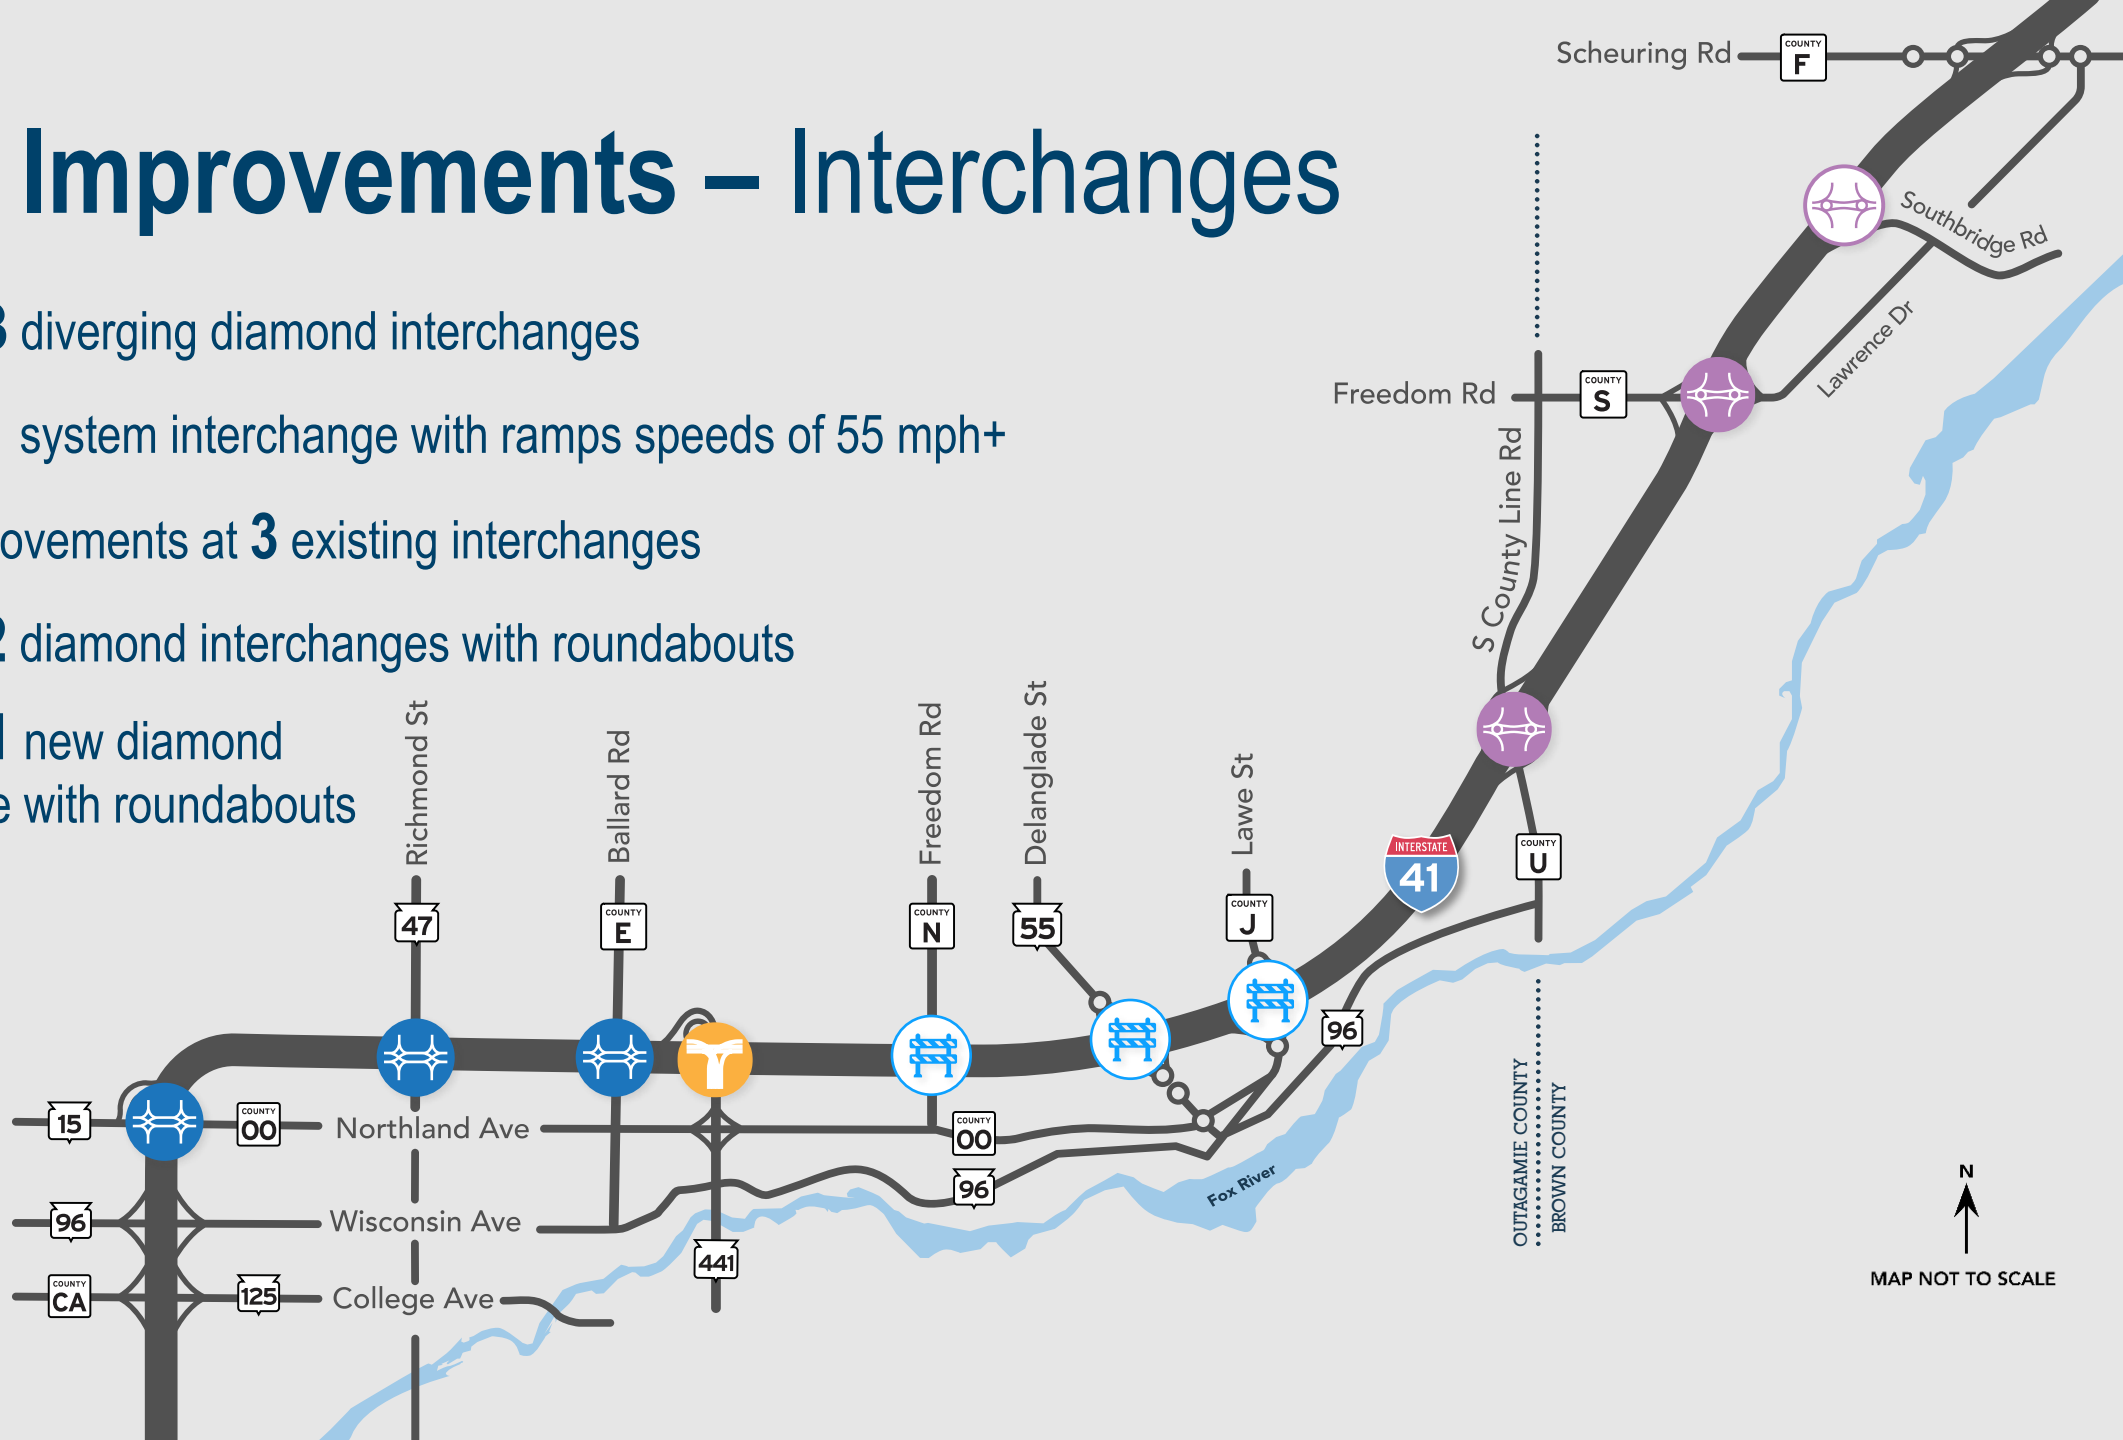 Scheuring Rd
COUNTY
F
Improvements – Interchanges
Southbridge Rd
3 diverging diamond interchanges
Lawrence Dr
Freedom Rd
COUNTY
S
system interchange with ramps speeds of 55 mph+
S County Line Rd
ovements at 3 existing interchanges
2 diamond interchanges with roundabouts
1 new diamond
e with roundabouts
Richmond St
Ballard Rd
Freedom Rd
Delanglade St
Lawe St
INTERSTATE
41
COUNTY
U
47
COUNTY
E
COUNTY
N
55
COUNTY
J
96
15
COUNTY
OO
Northland Ave
COUNTY
OO
OUTAGAMIE COUNTY
BROWN COUNTY
96
Fox River
96
Wisconsin Ave
441
COUNTY
CA
125
College Ave
N
MAP NOT TO SCALE